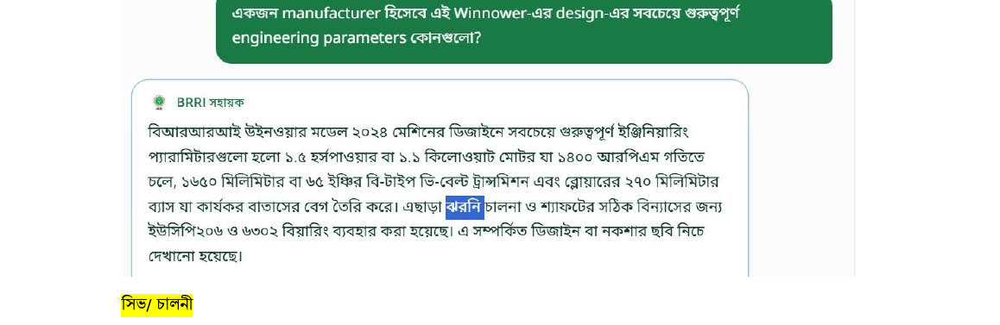 একজন manufacturer হিসেবে এই Winnower-এর design-এর সবচেয়ে গুরুত্বপূর্ণ
engineering parameters কোনগুলো?
BRRI সহায়ক
বিআরআরআই উইনওয়ার মডেল ২০২৪ মেশিনের ডিজাইনে সবচেয়ে গুরুত্বপূর্ণ ইঞ্জিনিয়ারিং
প্যারামিটারগুলো হলো ১.৫ হর্সপাওয়ার বা ১.১ কিলোওয়াট মোটর যা ১৪০০ আরপিএম গতিতে
চলে, ১৬৫০ মিলিমিটার বা ৬৫ ইঞ্চির বি-টাইপ ভি-বেল্ট ট্রান্সমিশন এবং ব্লোয়ারের ২৭০ মিলিমিটার
ব্যাস যা কার্যকর বাতাসের বেগ তৈরি করে। এছাড়া ঝরনি চালনা ও শ্যাফটের সঠিক বিন্যাসের জন্য
ইউসিপি২০৬ ও ৬৩০২ বিয়ারিং ব্যবহার করা হয়েছে। এ সম্পর্কিত ডিজাইন বা নকশার ছবি নিচে
দেখানো হয়েছে।
সিভ/ চালনী